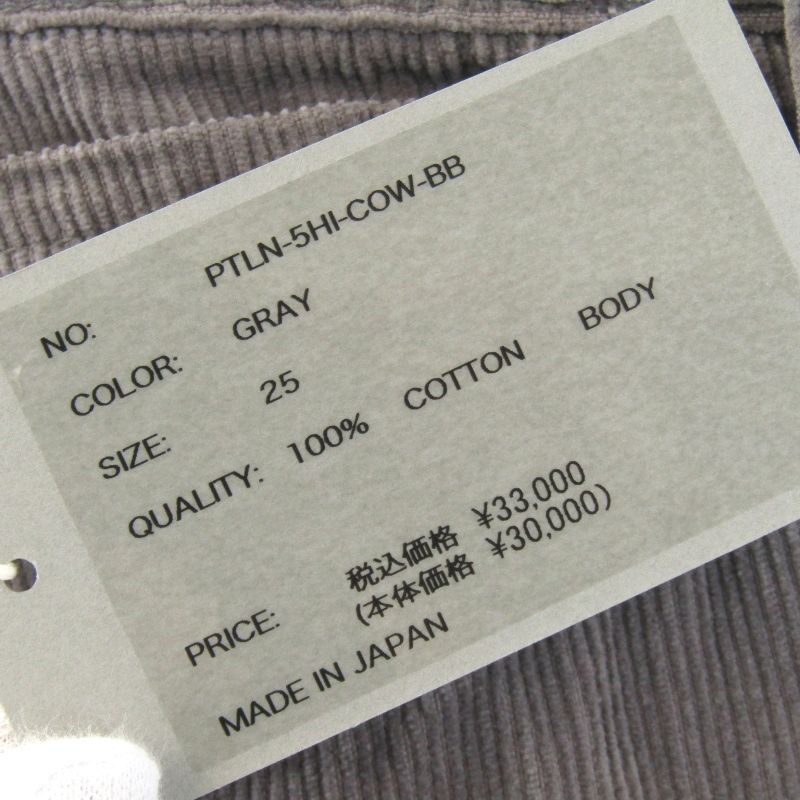 NO: PTLN-5HI-COW-BB
COLOR: GRAY
SIZE: 25
QUALITY: 100% COTTON BODY
税込価格 ¥33,000
PRICE: (本体価格 ¥30,000)
MADE IN JAPAN